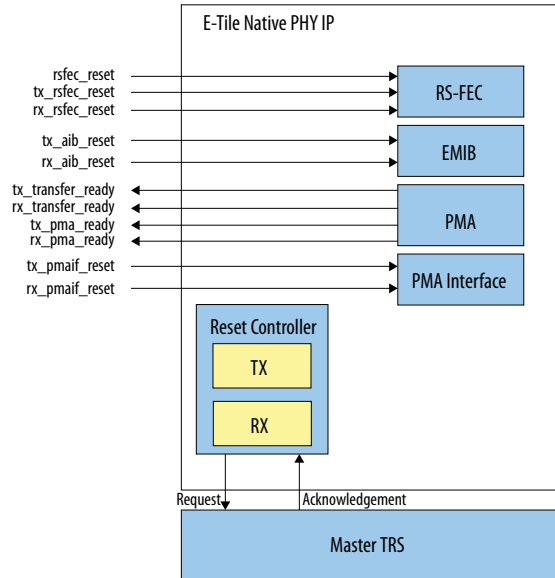 E-Tile Native PHY IP
rsfec_reset
tx_rsfec_reset
rx_rsfec_reset
RS-FEC
tx_aib_reset
rx_aib_reset
EMIB
tx_transfer_ready
rx_transfer_ready
tx_pma_ready
rx_pma_ready
PMA
tx_pmaif_reset
rx_pmaif_reset
PMA Interface
Reset Controller
TX
RX
Request
Acknowledgement
Master TRS